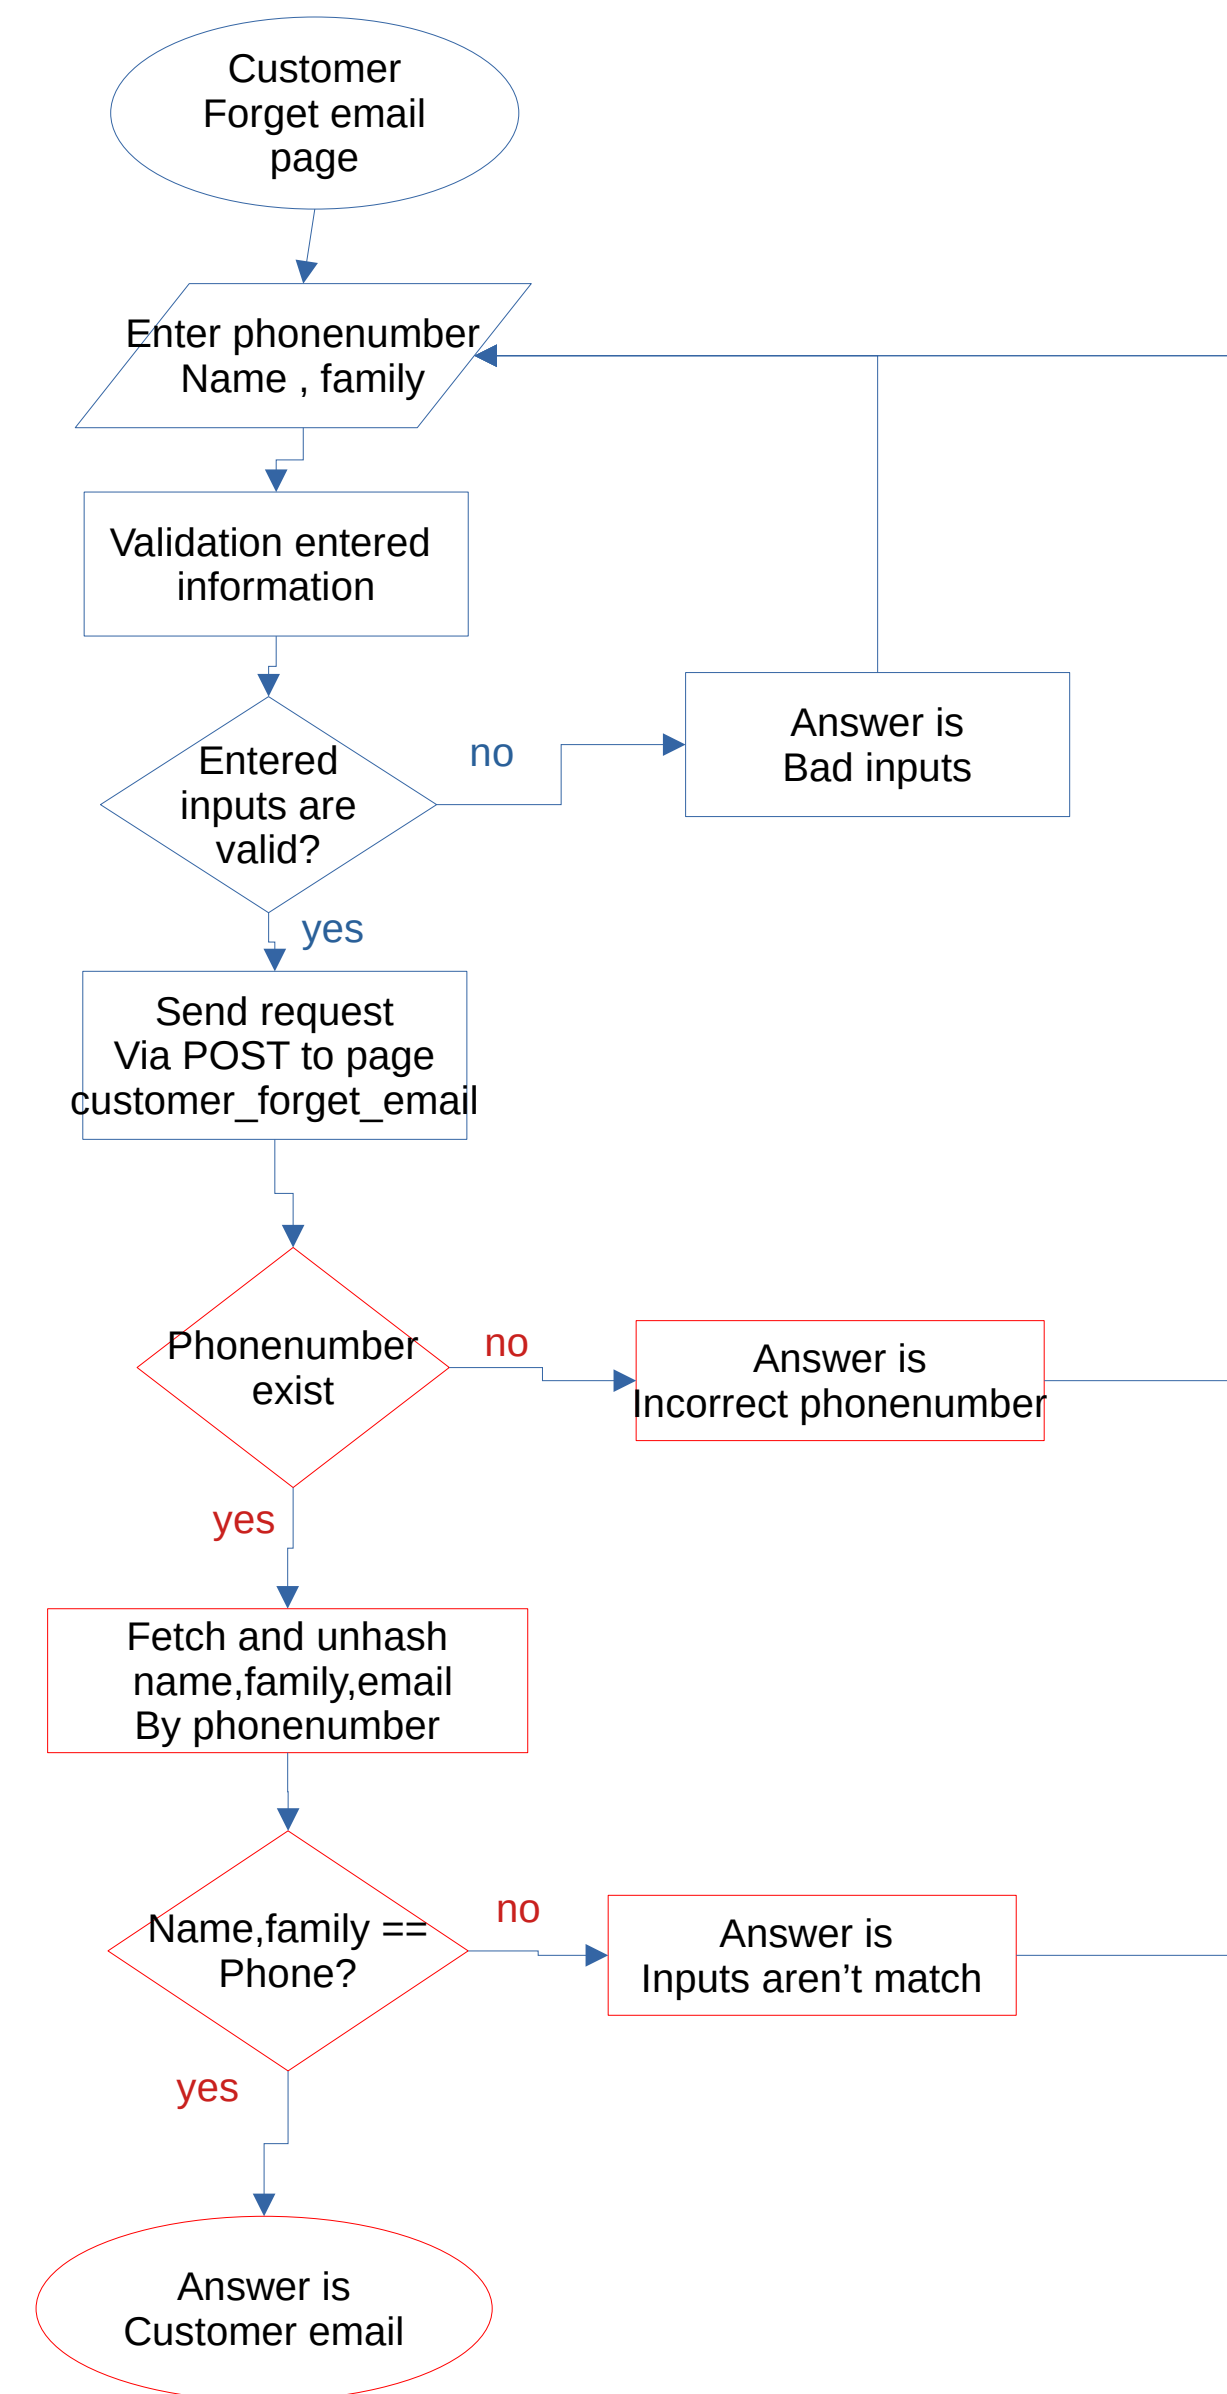 Customer
Forget email
page
Enter phonenumber
Name , family
Validation entered
information
Entered
inputs are
valid?
no
Answer is
Bad inputs
yes
Send request
Via POST to page
customer_forget_email
Phonenumber
exist
no
Answer is
Incorrect phonenumber
yes
Fetch and unhash
name,family,email
By phonenumber
Name,family ==
Phone?
no
Answer is
Inputs aren’t match
yes
Answer is
Customer email